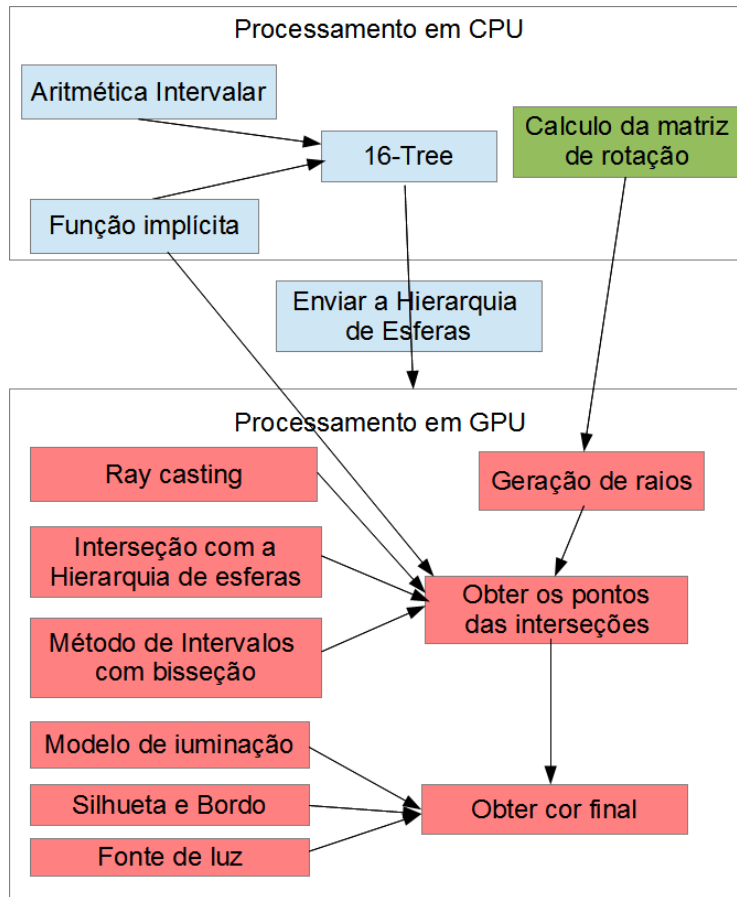 Processamento em CPU
Aritmética Intervalar
16-Tree
Calculo da matriz
de rotação
Função implícita
Enviar a Hierarquia
de Esferas
Processamento em GPU
Ray casting
Geração de raios
Interseção com a
Hierarquia de esferas
Obter os pontos
das interseções
Método de Intervalos
com bisseção
Modelo de iuminação
Silhueta e Bordo
Obter cor final
Fonte de luz